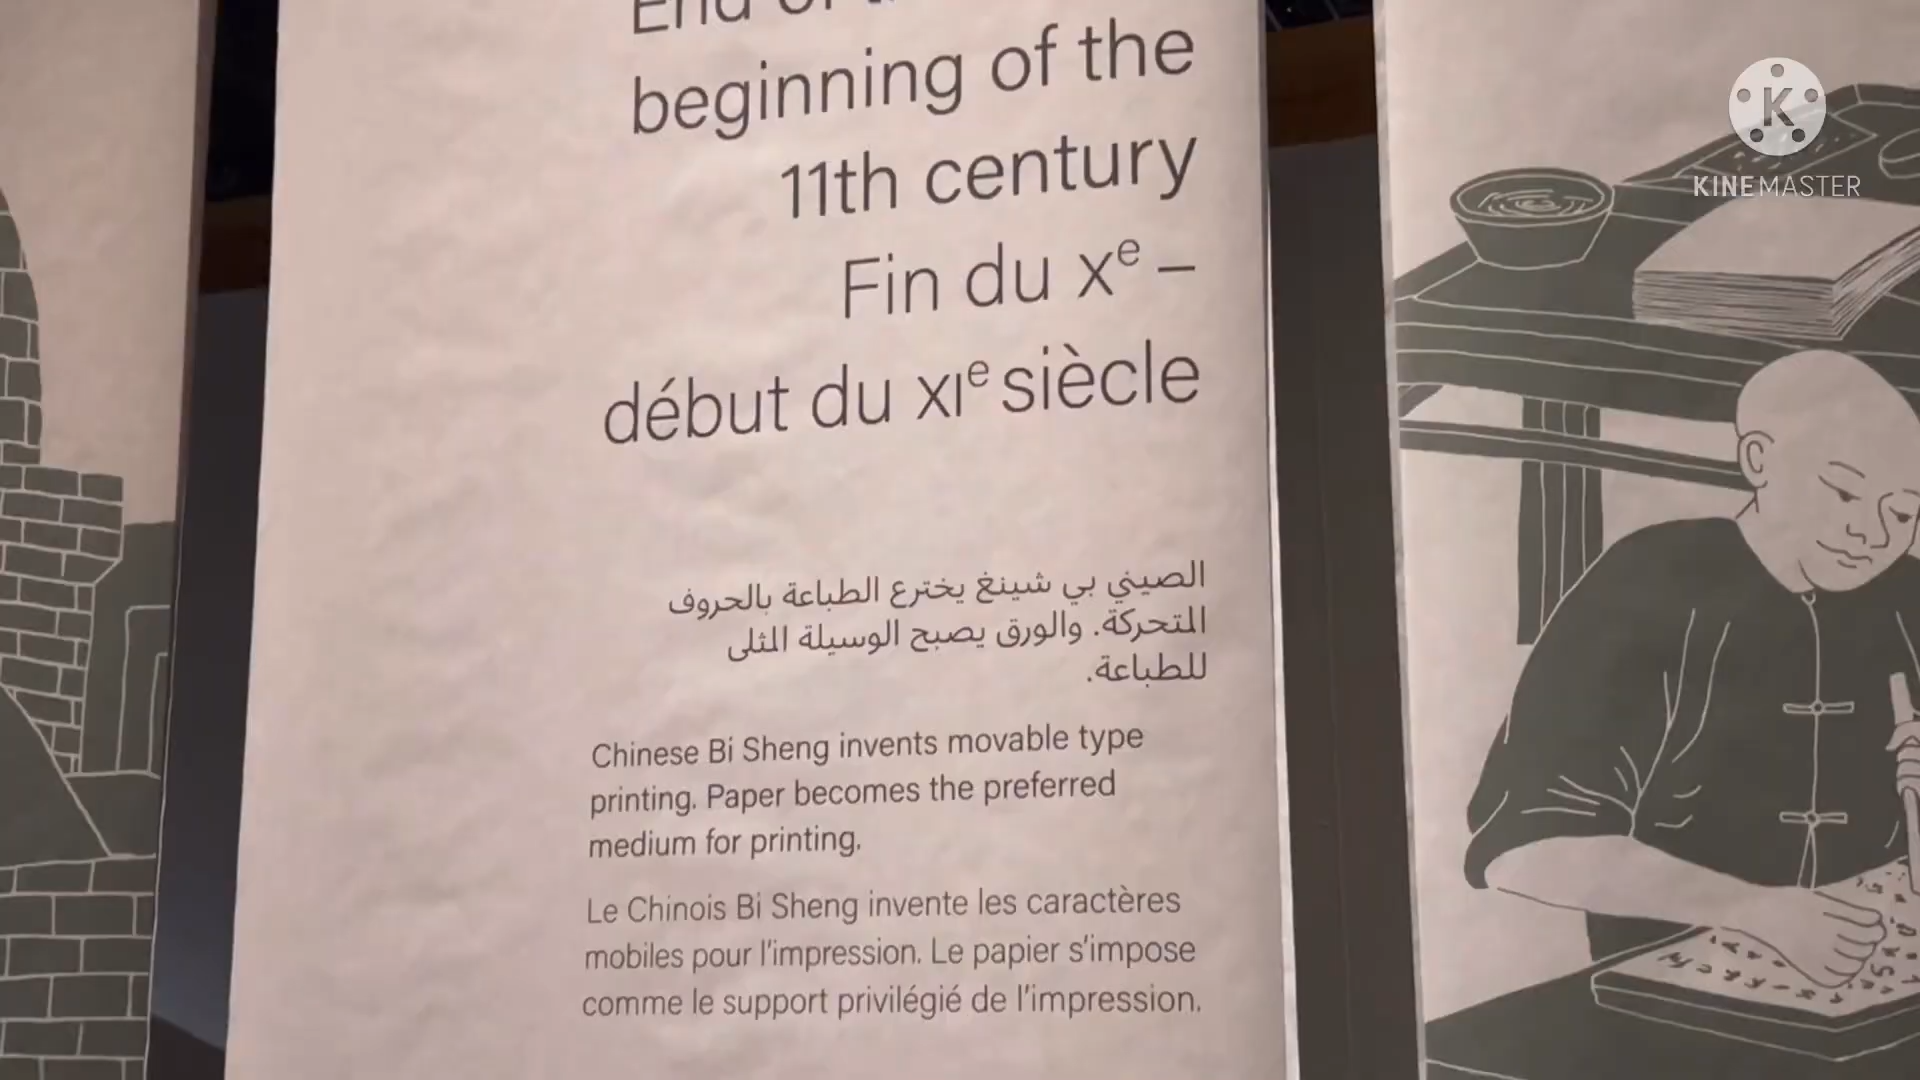 End of
beginning of the
11th century
Fin du Xᵉ –
début du XIᵉ siècle
الصيني بي شينغ يخترع الطباعة بالحروف
المتحركة. والورق يصبح الوسيلة المثلى
للطباعة.
Chinese Bi Sheng invents movable type
printing. Paper becomes the preferred
medium for printing.
Le Chinois Bi Sheng invente les caractères
mobiles pour l'impression. Le papier s'impose
comme le support privilégié de l'impression.
K
KINEMASTER